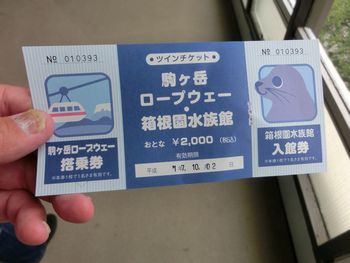 No 010393
・ツインチケット・
No 010393
駒ヶ岳
ロープウェー
・
箱根園水族館
おとな ¥2,000 (税込)
有効期限
平成 日
駒ヶ岳ロープウェー
搭乗券
箱根園水族館
入館券